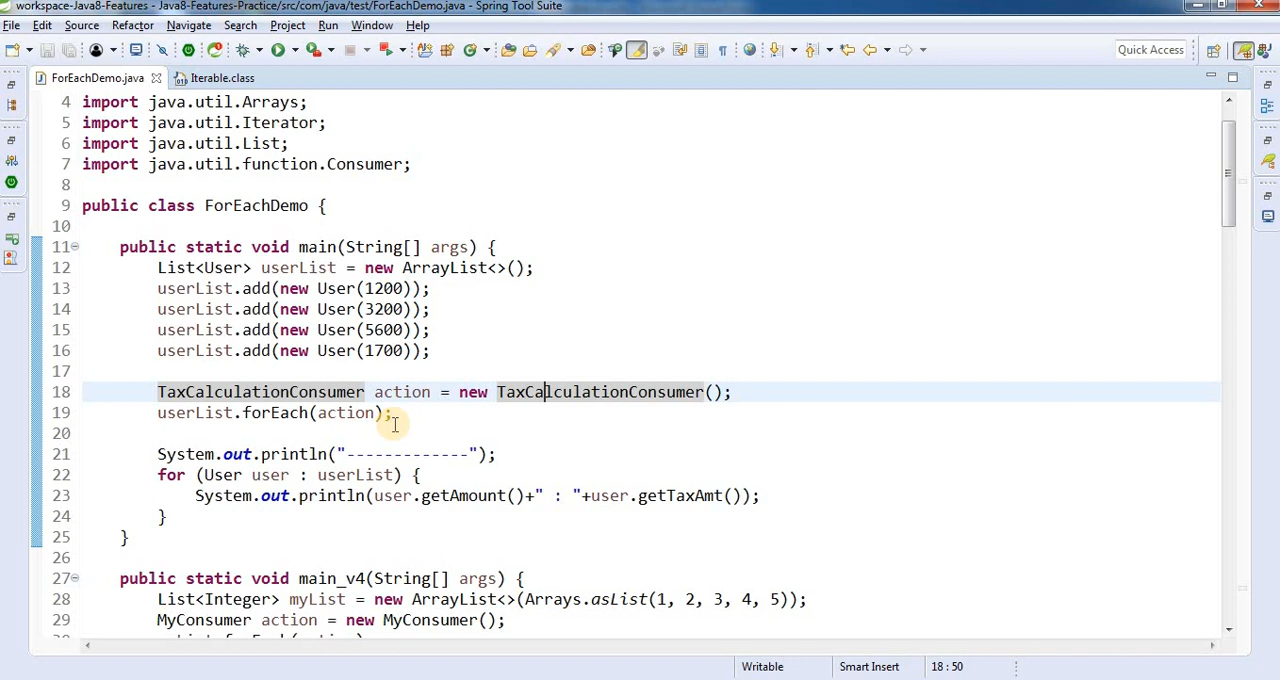 workspace-Java8-Features - Java8-Features-Practice/src/com/java/test/ForEachDemo.java - Spring Tool Suite
File Edit Source Refactor Navigate Search Project Run Window Help
Quick Access
ForEachDemo.java Iterable.class
4 import java.util.Arrays;
5 import java.util.Iterator;
6 import java.util.List;
7 import java.util.function.Consumer;
8
9 public class ForEachDemo {
10
11 public static void main(String[] args) {
12 List<User> userList = new ArrayList<>();
13 userList.add(new User(1200));
14 userList.add(new User(3200));
15 userList.add(new User(5600));
16 userList.add(new User(1700));
17
18 TaxCalculationConsumer action = new TaxCalculationConsumer();
19 userList.forEach(action);
20
21 System.out.println("-------------");
22 for (User user : userList) {
23 System.out.println(user.getAmount()+" : "+user.getTaxAmt());
24 }
25 }
26
27 public static void main_v4(String[] args) {
28 List<Integer> myList = new ArrayList<>(Arrays.asList(1, 2, 3, 4, 5));
29 MyConsumer action = new MyConsumer();
Writable Smart Insert 18 : 50